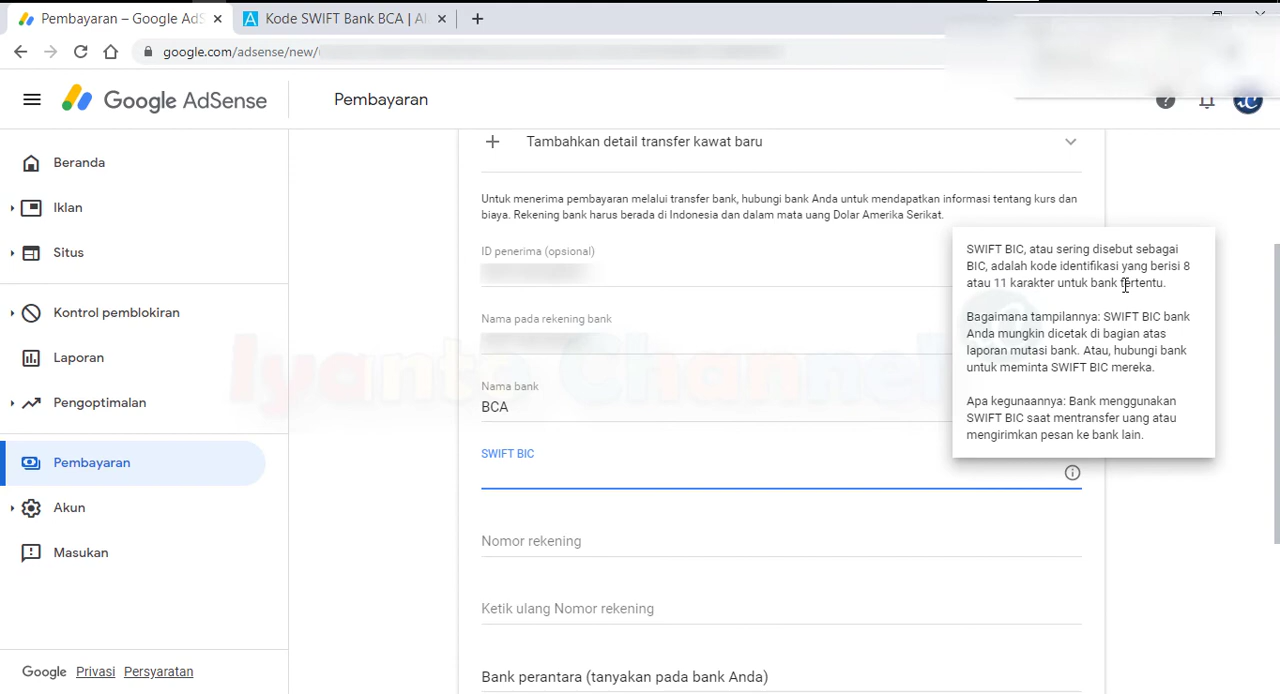 Pembayaran – Google AdS
Kode SWIFT Bank BCA | Al
google.com/adsense/new/
Google AdSense
Pembayaran
Beranda
Iklan
Situs
Kontrol pemblokiran
Laporan
Pengoptimalan
Pembayaran
Akun
Masukan
Google Privasi Persyaratan
Tambahkan detail transfer kawat baru
Untuk menerima pembayaran melalui transfer bank, hubungi bank Anda untuk mendapatkan informasi tentang kurs dan
biaya. Rekening bank harus berada di Indonesia dan dalam mata uang Dolar Amerika Serikat.
ID penerima (opsional)
Nama pada rekening bank
Nama bank
BCA
SWIFT BIC
Nomor rekening
Ketik ulang Nomor rekening
Bank perantara (tanyakan pada bank Anda)
SWIFT BIC, atau sering disebut sebagai
BIC, adalah kode identifikasi yang berisi 8
atau 11 karakter untuk bank tertentu.
Bagaimana tampilannya: SWIFT BIC bank
Anda mungkin dicetak di bagian atas
laporan mutasi bank. Atau, hubungi bank
untuk meminta SWIFT BIC mereka.
Apa kegunaannya: Bank menggunakan
SWIFT BIC saat mentransfer uang atau
mengirimkan pesan ke bank lain.
Iyanto Channel